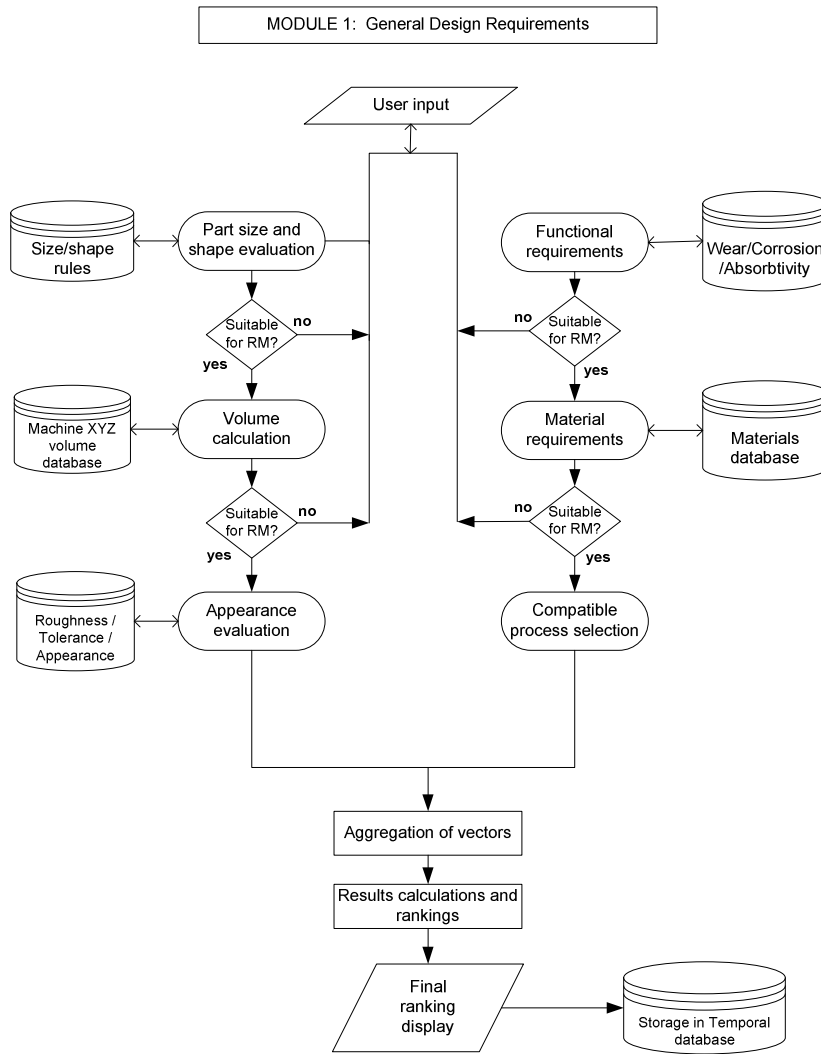 MODULE 1:  General Design Requirements
User input
Size/shape
rules
Part size and
shape evaluation
Functional
requirements
Wear/Corrosion
/Absorbtivity
Suitable
for RM?
no
yes
no
Suitable
for RM?
yes
Machine XYZ
volume
database
Volume
calculation
Material
requirements
Materials
database
Suitable
for RM?
no
yes
no
Suitable
for RM?
yes
Roughness /
Tolerance /
Appearance
Appearance
evaluation
Compatible
process selection
Aggregation of vectors
Results calculations and
rankings
Final
ranking
display
Storage in Temporal
database